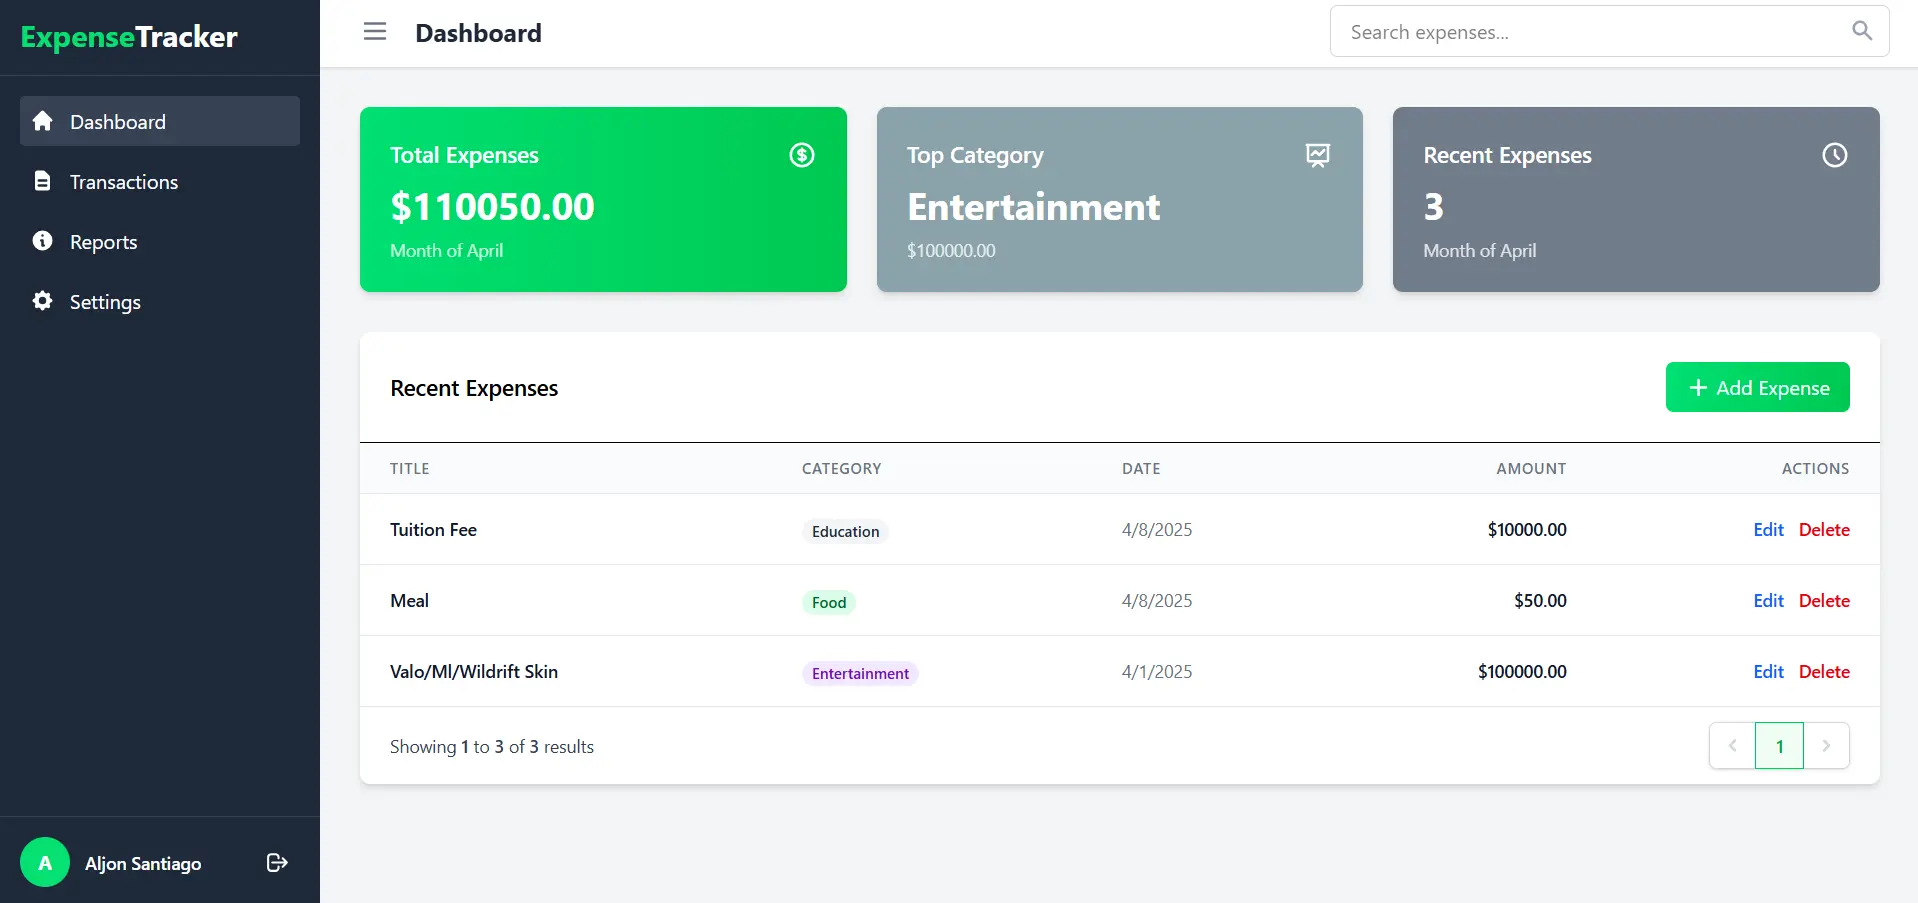 ExpenseTracker
Dashboard
Transactions
Reports
Settings
Aljon Santiago
A
Dashboard
Search expenses...
Total Expenses
$110050.00
Month of April
Top Category
Entertainment
$100000.00
Recent Expenses
3
Month of April
Recent Expenses
+ Add Expense
TITLE CATEGORY DATE AMOUNT ACTIONS
Tuition Fee Education 4/8/2025 $10000.00 Edit Delete
Meal Food 4/8/2025 $50.00 Edit Delete
Valo/Ml/Wildrift Skin Entertainment 4/1/2025 $100000.00 Edit Delete
Showing 1 to 3 of 3 results
1